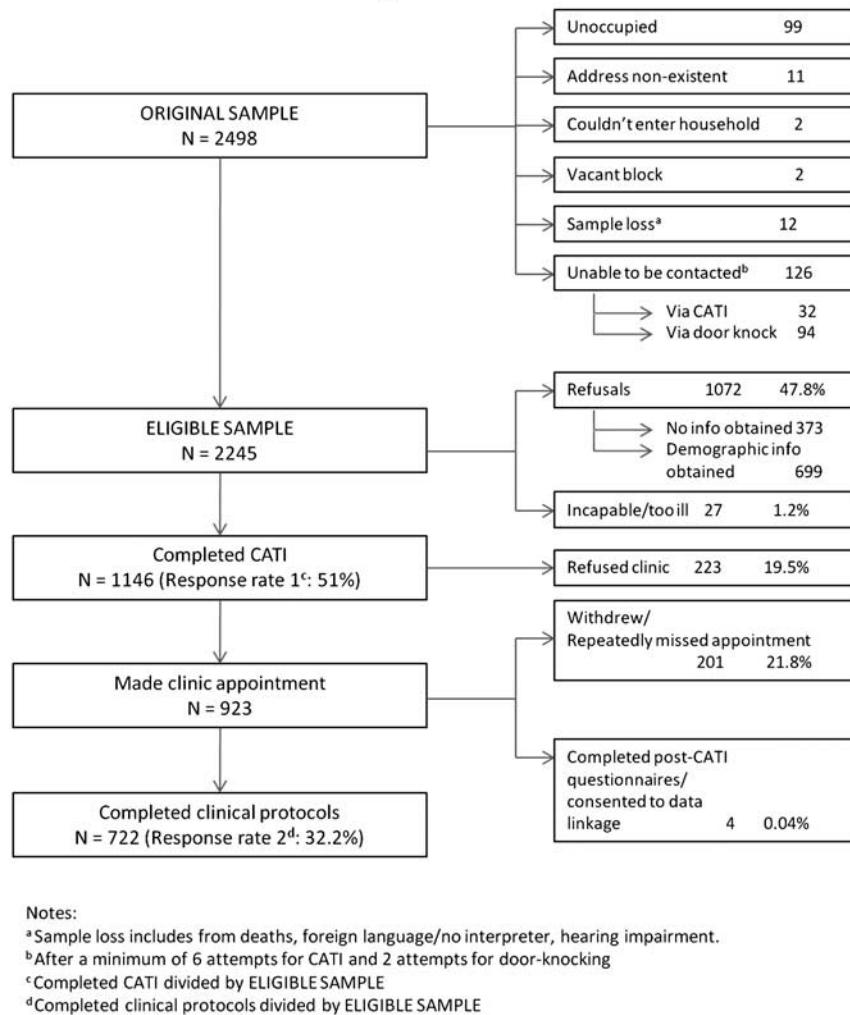 Unoccupied 99
Address non-existent 11
ORIGINAL SAMPLE
N = 2498
Couldn't enter household 2
Vacant block 2
Sample lossᵃ 12
Unable to be contactedᵇ 126
Via CATI 32
Via door knock 94
Refusals 1072 47.8%
ELIGIBLE SAMPLE
N = 2245
No info obtained 373
Demographic info
obtained 699
Incapable/too ill 27 1.2%
Completed CATI
N = 1146 (Response rate 1ᶜ: 51%)
Refused clinic 223 19.5%
Withdrew/
Repeatedly missed appointment
201 21.8%
Made clinic appointment
N = 923
Completed post-CATI
questionnaires/
consented to data
linkage 4 0.04%
Completed clinical protocols
N = 722 (Response rate 2ᵈ: 32.2%)
Notes:
ᵃ Sample loss includes from deaths, foreign language/no interpreter, hearing impairment.
ᵇ After a minimum of 6 attempts for CATI and 2 attempts for door-knocking
ᶜ Completed CATI divided by ELIGIBLE SAMPLE
ᵈ Completed clinical protocols divided by ELIGIBLE SAMPLE